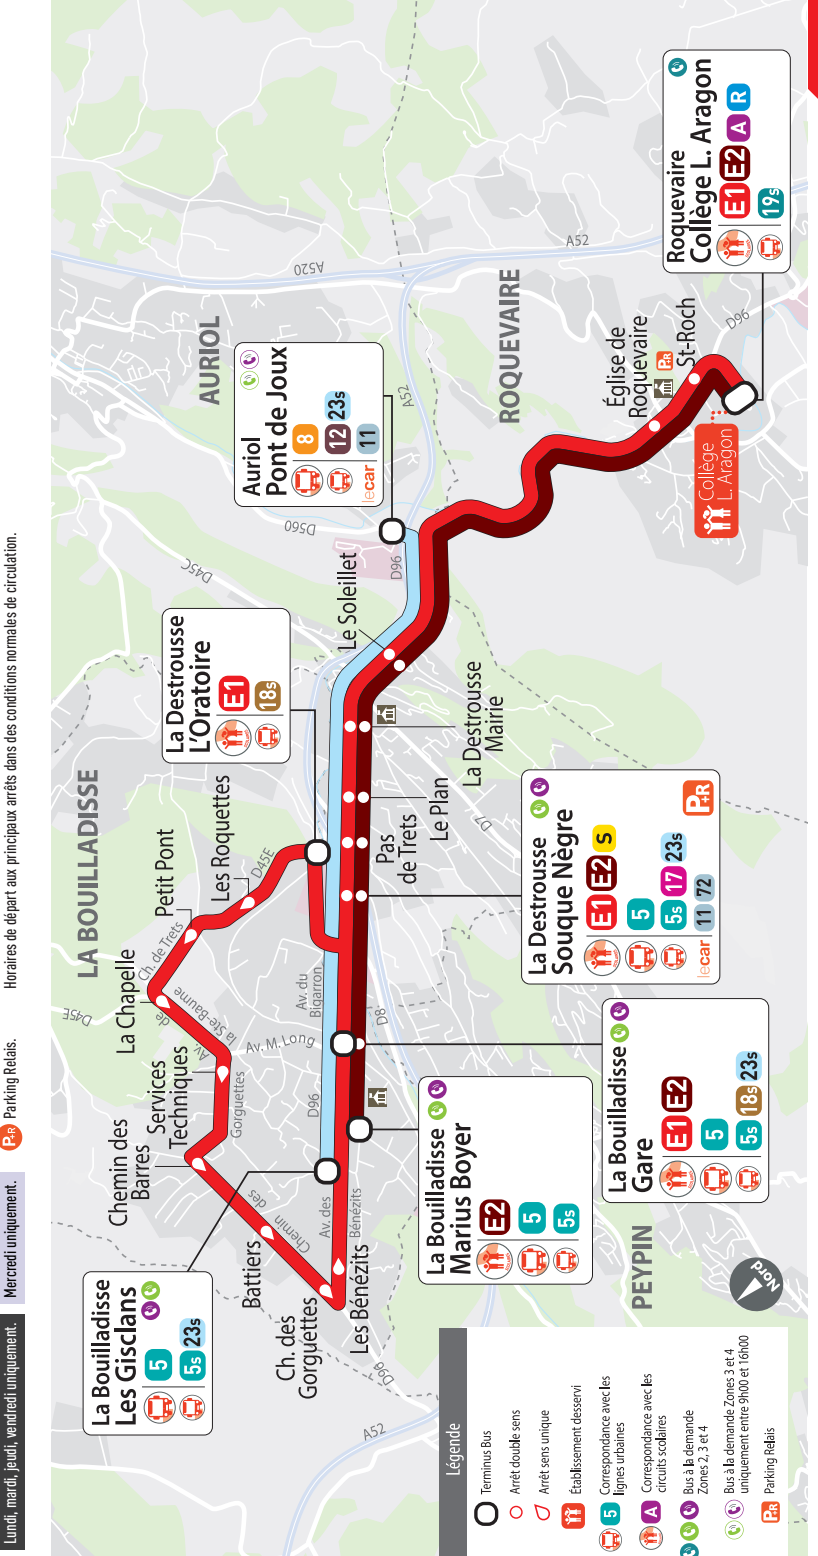 Lundi, mardi, jeudi, vendredi uniquement.
Mercredi uniquement.
P+R Parking Relais.
Horaires de départ aux principaux arrêts dans des conditions normales de circulation.
LA BOUILLADISSE
AURIOL
ROQUEVAIRE
PEYPIN
La Bouilladisse
Les Gisclans
5
5s 23s
Chemin des
Barres
Services
Techniques
La Chapelle
Petit Pont
Les Roquettes
Battiers
Ch. des
Gorguettes
Les Bénézits
La Destrousse
L'Oratoire
E1
18s
Auriol
Pont de Joux
8
12 23s
lecar 11
Le Soleillet
La Destrousse
Mairie
Le Plan
Pas
de Trets
Église de
Roquevaire
P+R
St-Roch
Collège
L. Aragon
Roquevaire
Collège L. Aragon
E1 E2 A R
19s
La Destrousse
Souque Nègre
E1 E2 S
5
5s 17 23s
lecar 11 72
P+R
La Bouilladisse
Gare
E1 E2
5
5s 18s 23s
La Bouilladisse
Marius Boyer
E2
5
5s
D45E
Ch. de Trets
D45E
Av. de la Ste-Baume
Gorguettes
Chemin des
Av. des
Bénézits
D96
Av. M. Long
Av. du
Bigarron
D8
D7
D45C
D560
D96
A52
A520
A52
D96
D96
A52
Nord
Légende
Terminus Bus
Arrêt double sens
Arrêt sens unique
Établissement desservi
5 Correspondance avec les
lignes urbaines
A Correspondance avec les
circuits scolaires
Bus à la demande
Zones 2, 3 et 4
Bus à la demande Zones 3 et 4
uniquement entre 9h00 et 16h00
P+R Parking Relais